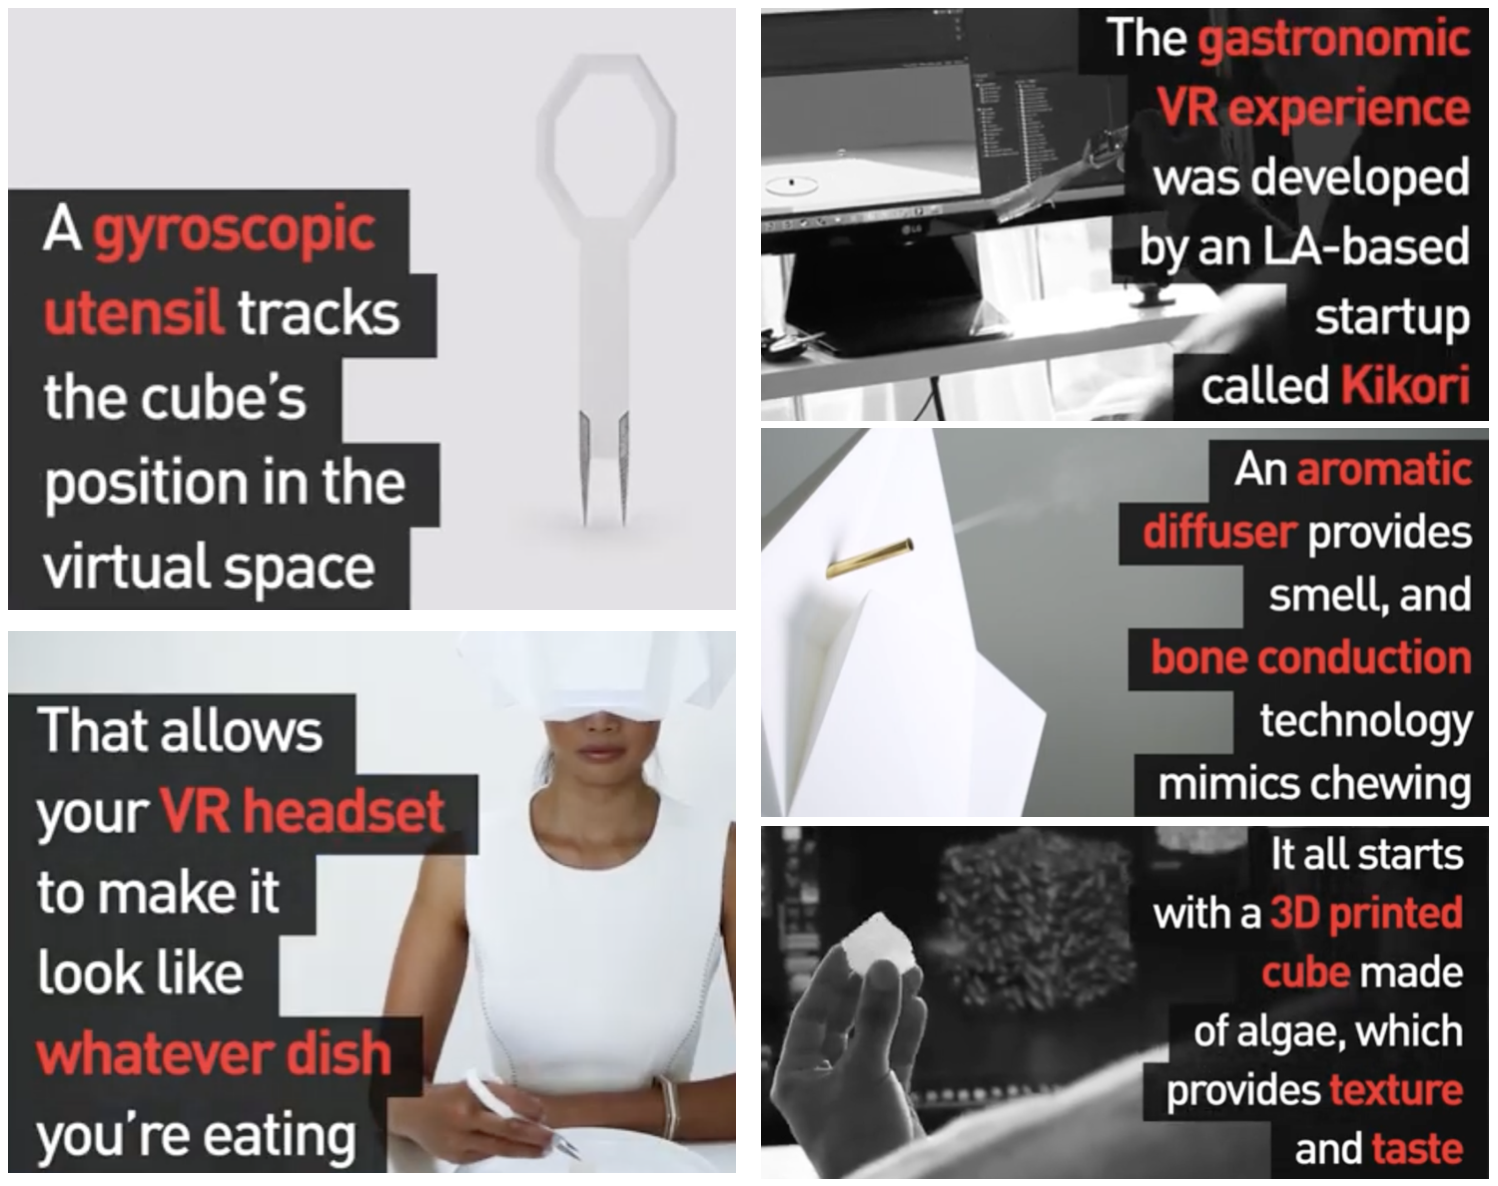 A gyroscopic
utensil tracks
the cube's
position in the
virtual space
That allows
your VR headset
to make it
look like
whatever dish
you're eating
The gastronomic
VR experience
was developed
by an LA-based
startup
called Kikori
LG
An aromatic
diffuser provides
smell, and
bone conduction
technology
mimics chewing
It all starts
with a 3D printed
cube made
of algae, which
provides texture
and taste